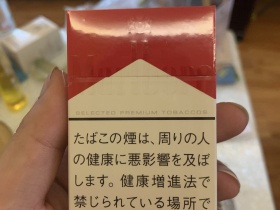 SELECTED PREMIUM TOBACCOS
たばこの煙は、周りの人
の健康に悪影響を及ぼ
します。健康増進法で
禁じられている場所で